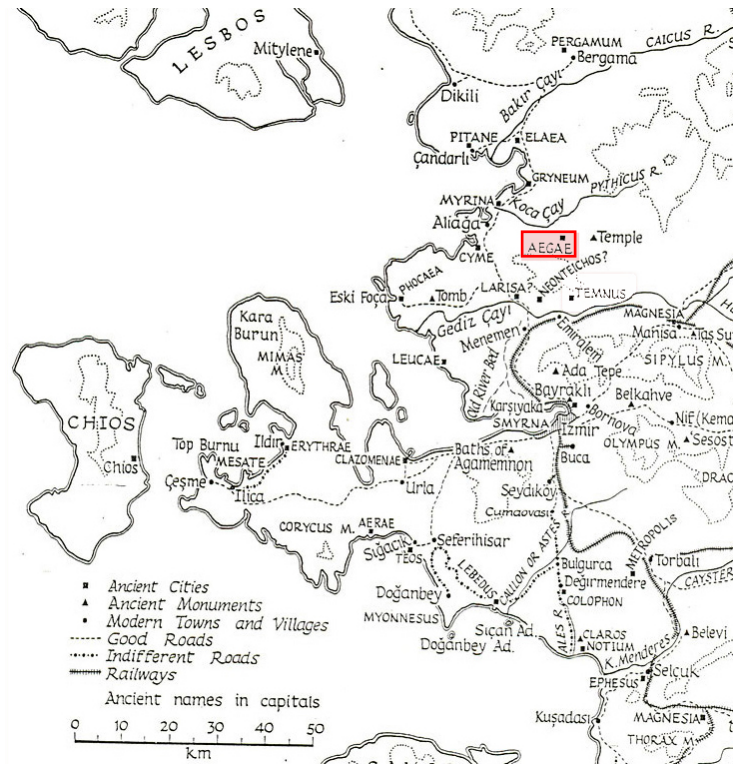 LESBOS
Mitylene
PERGAMUM
CAICUS R.
Bergama
Dikili
Bakır Çayı
PITANE
ELAEA
Çandarlı
GRYNEUM
PYTHICUS R.
MYRINA
Koca Çay
Aliağa
Temple
AEGAE
CYME
NEONTEICHOS?
PHOCAEA
LARISA?
TEMNUS
Eski Foça
Tomb
MAGNESIA
Kara
Burun
Gediz Çayı
Menemen
Emiralem
Manisa
MIMAS
M.
SIPYLUS M.
LEUCAE
Old River Bed
Ada Tepe
Bayraklı
Belkahve
CHIOS
Karşıyaka
Bornova
SMYRNA
İzmir
OLYMPUS M.
Top Burnu
Ildır
ERYTHRAE
MESATE
CLAZOMENAE
Baths of
Agamemnon
Buca
Chios
Çeşme
Ilıca
Urla
Seydıköy
Cumaovası
CORYCUS M.
AERAE
METROPOLIS
Sığacık
Seferihisar
TEOS
CALLON OR ASTES
Torbalı
LEBEDUS
Bulgurca
Değırmendere
CAYSTER
Doğanbey
COLOPHON
MYONNESUS
Sıçan Ad.
ALES R.
CLAROS
Doğanbey Ad.
NOTIUM
K. Menderes
Belevi
Selçuk
EPHESUS
Kuşadası
MAGNESIA
THORAX M.
Ancient Cities
Ancient Monuments
Modern Towns and Villages
Good Roads
Indifferent Roads
Railways
Ancient names in capitals
0 10 20 30 40 50
km